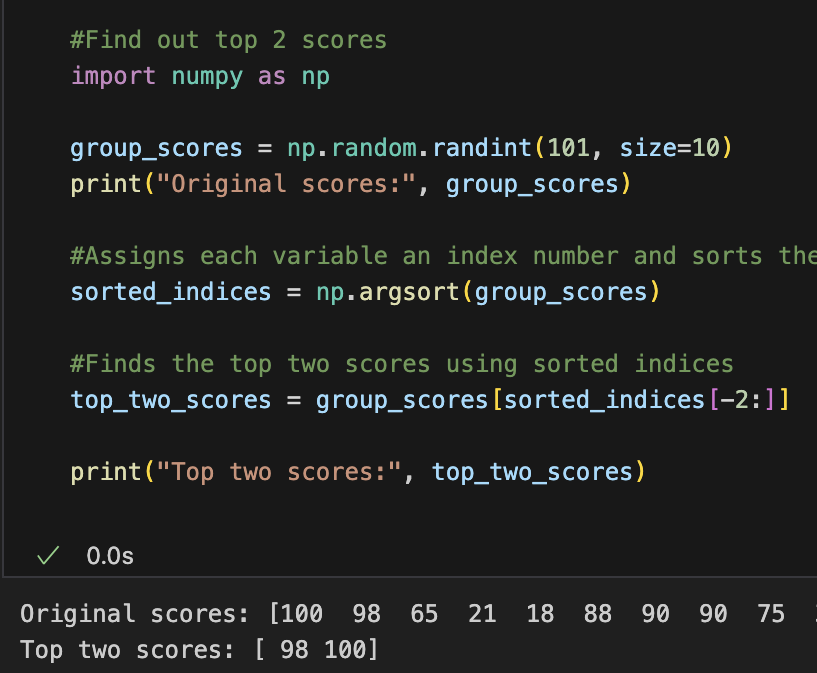 #Find out top 2 scores
import numpy as np
group_scores = np.random.randint(101, size=10)
print("Original scores:", group_scores)
#Assigns each variable an index number and sorts the
sorted_indices = np.argsort(group_scores)
#Finds the top two scores using sorted indices
top_two_scores = group_scores[sorted_indices[-2:]]
print("Top two scores:", top_two_scores)
✓ 0.0s
Original scores: [100  98  65  21  18  88  90  90  75
Top two scores: [ 98 100]